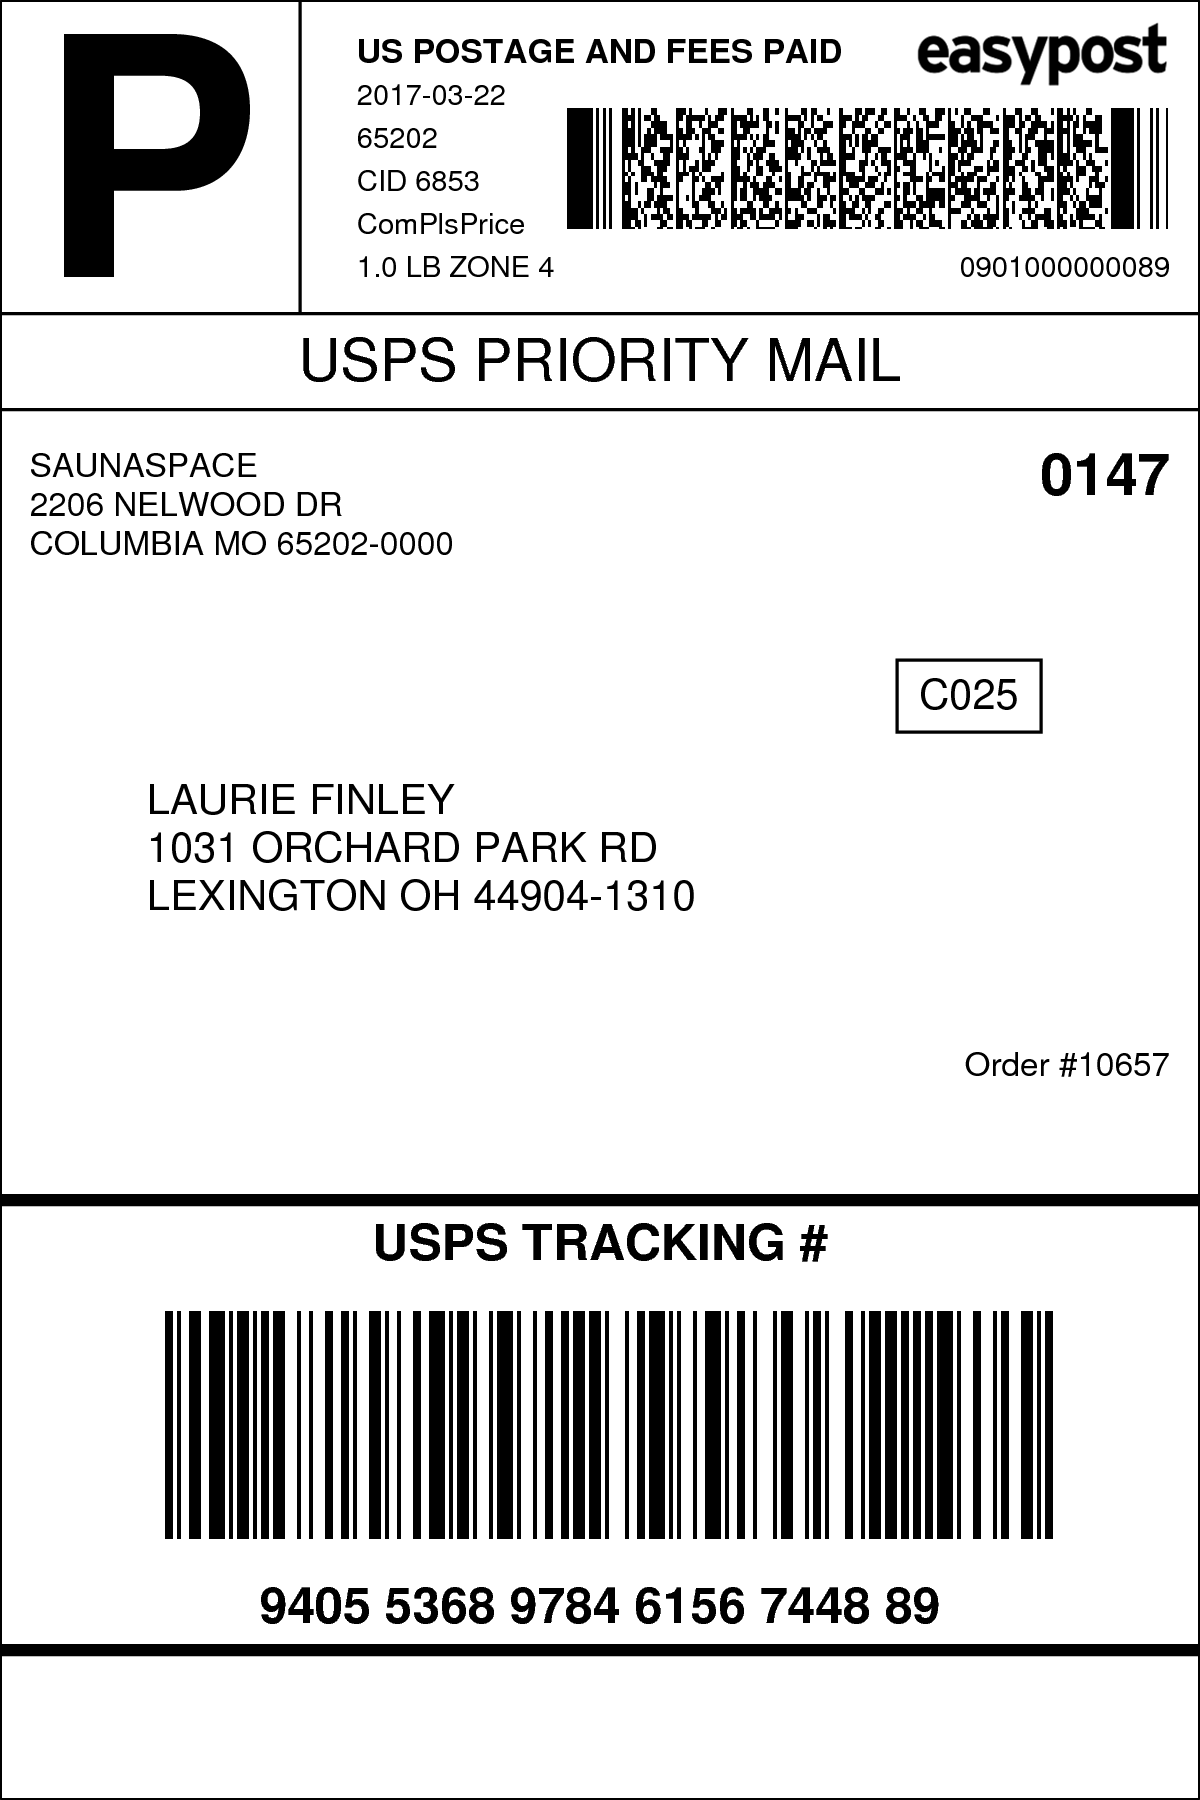 P
US POSTAGE AND FEES PAID
easypost
2017-03-22
65202
CID 6853
ComPlsPrice
1.0 LB ZONE 4
0901000000089
USPS PRIORITY MAIL
SAUNASPACE
2206 NELWOOD DR
COLUMBIA MO 65202-0000
0147
C025
LAURIE FINLEY
1031 ORCHARD PARK RD
LEXINGTON OH 44904-1310
Order #10657
USPS TRACKING #
9405 5368 9784 6156 7448 89